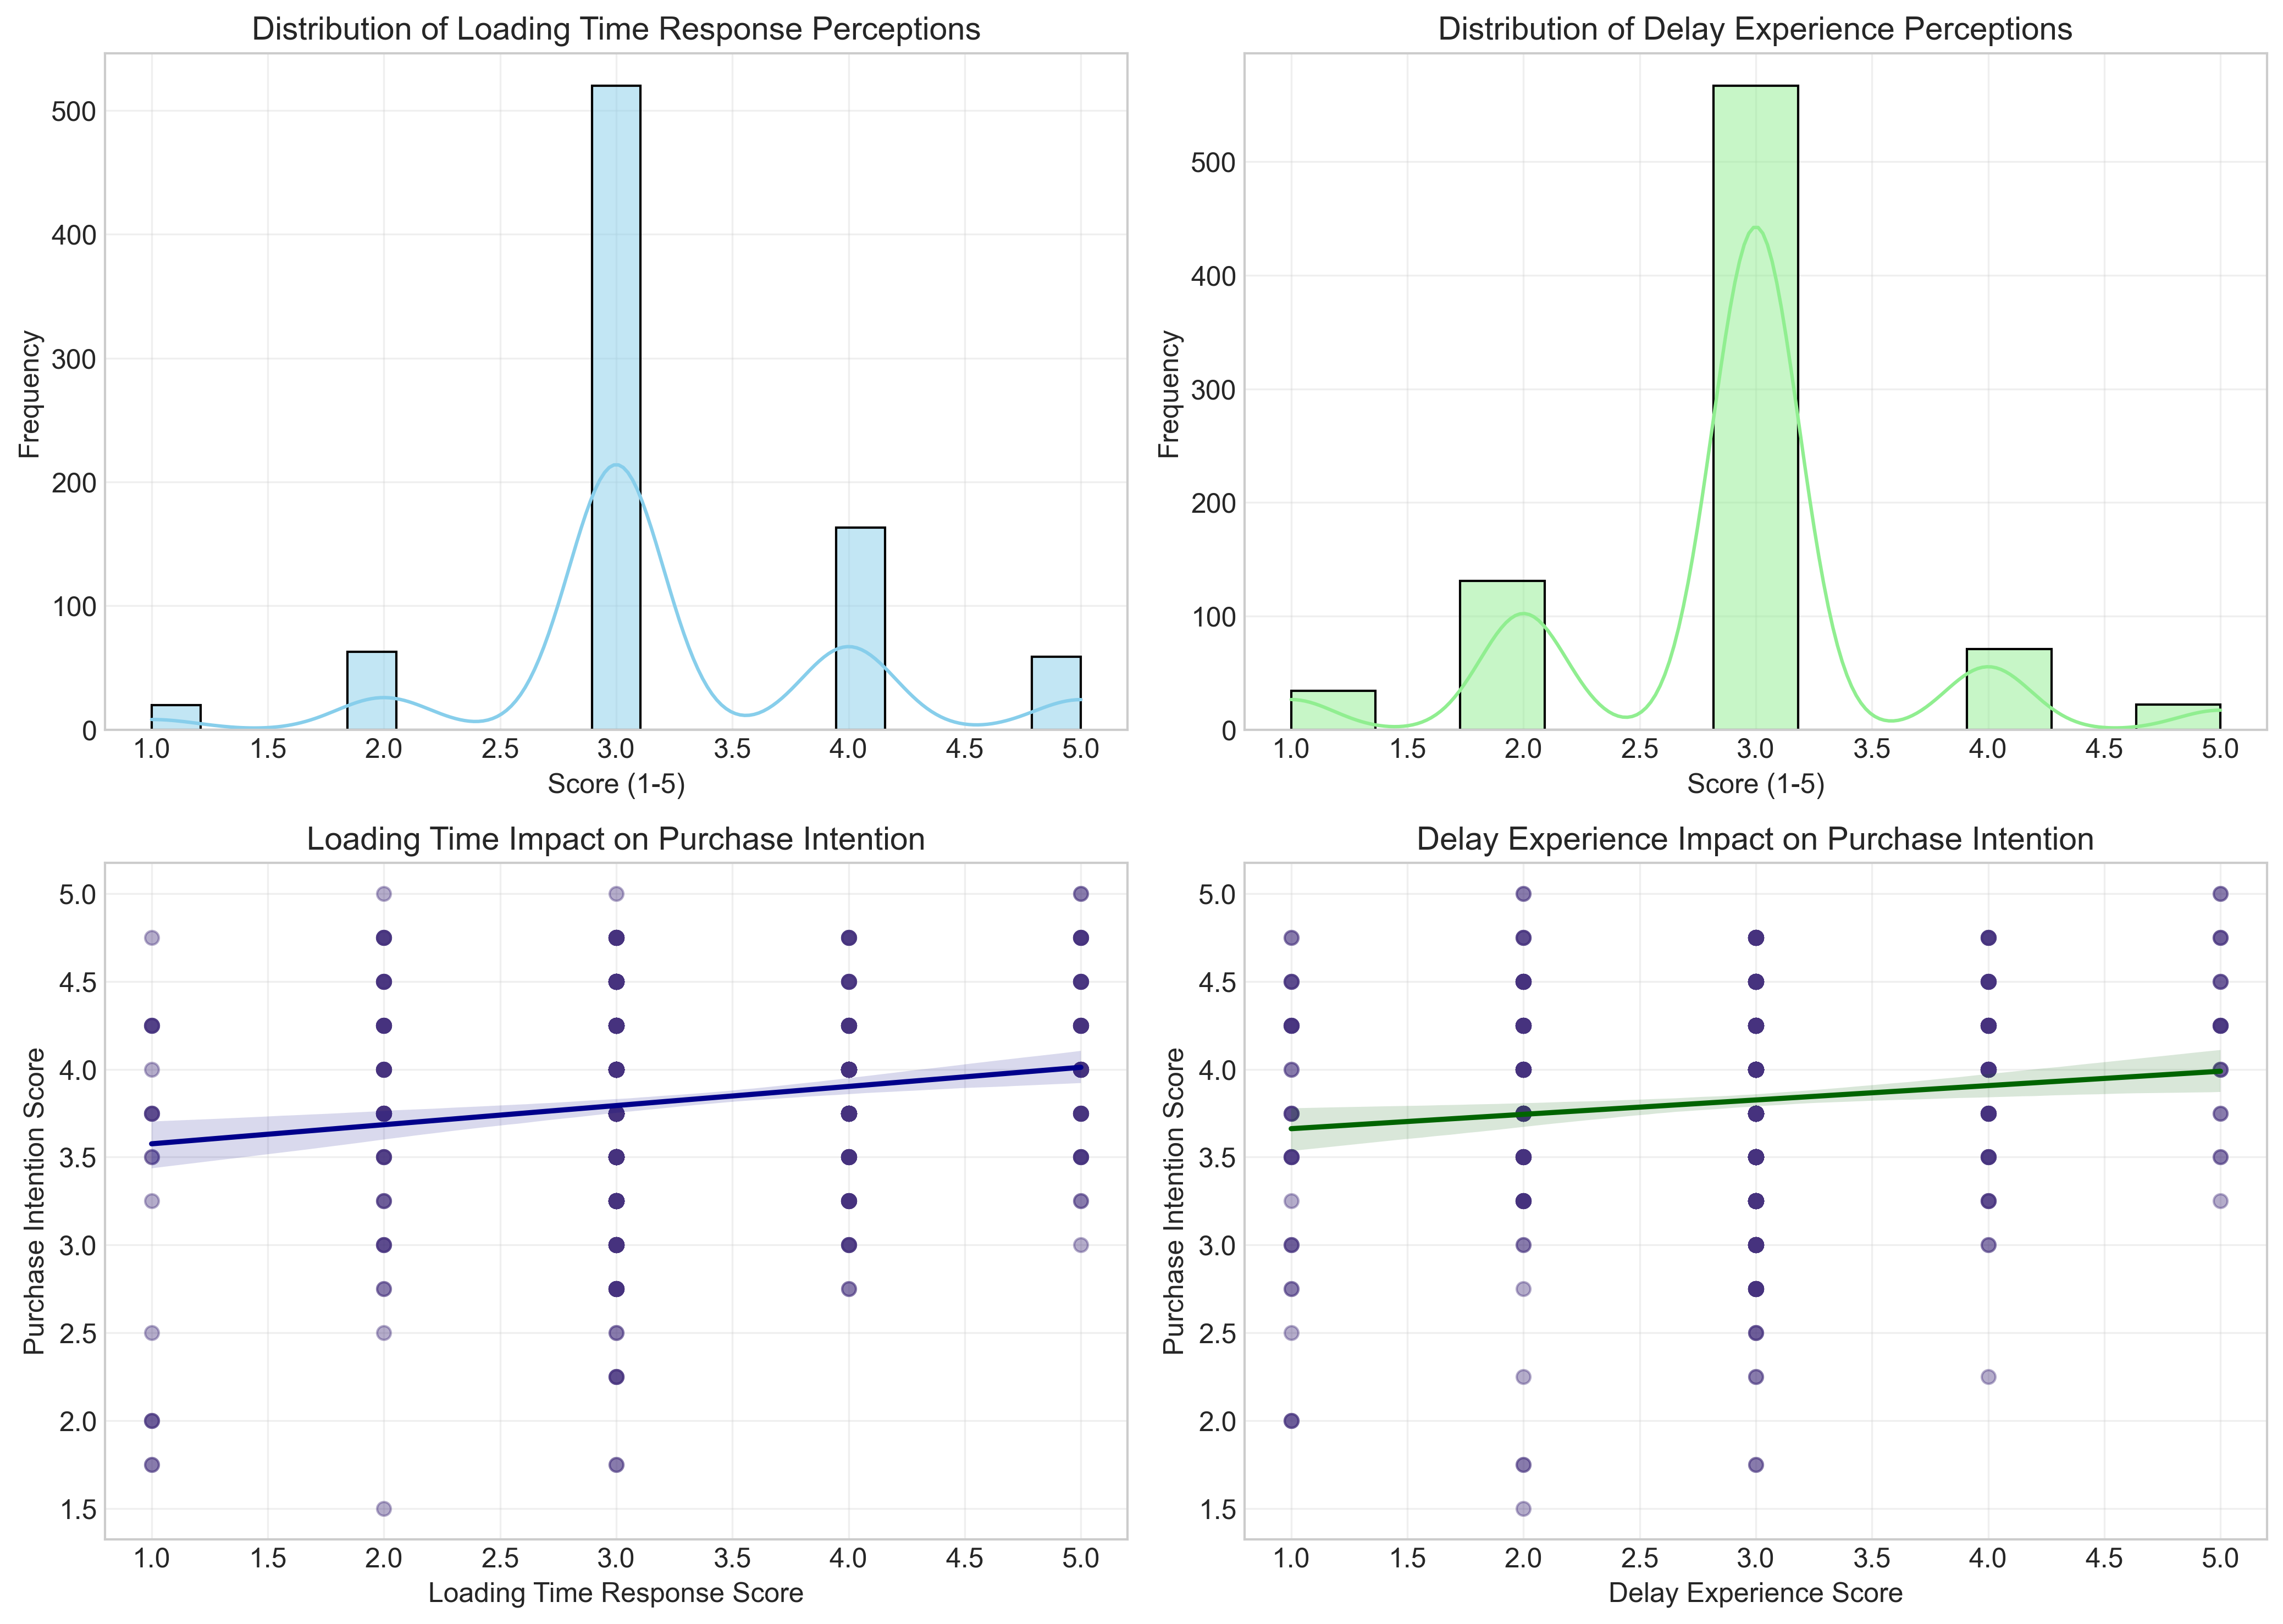 Distribution of Loading Time Response Perceptions
Frequency
500
400
300
200
100
0
1.0 1.5 2.0 2.5 3.0 3.5 4.0 4.5 5.0
Score (1-5)
Distribution of Delay Experience Perceptions
Frequency
500
400
300
200
100
0
1.0 1.5 2.0 2.5 3.0 3.5 4.0 4.5 5.0
Score (1-5)
Loading Time Impact on Purchase Intention
Purchase Intention Score
5.0
4.5
4.0
3.5
3.0
2.5
2.0
1.5
1.0 1.5 2.0 2.5 3.0 3.5 4.0 4.5 5.0
Loading Time Response Score
Delay Experience Impact on Purchase Intention
Purchase Intention Score
5.0
4.5
4.0
3.5
3.0
2.5
2.0
1.5
1.0 1.5 2.0 2.5 3.0 3.5 4.0 4.5 5.0
Delay Experience Score